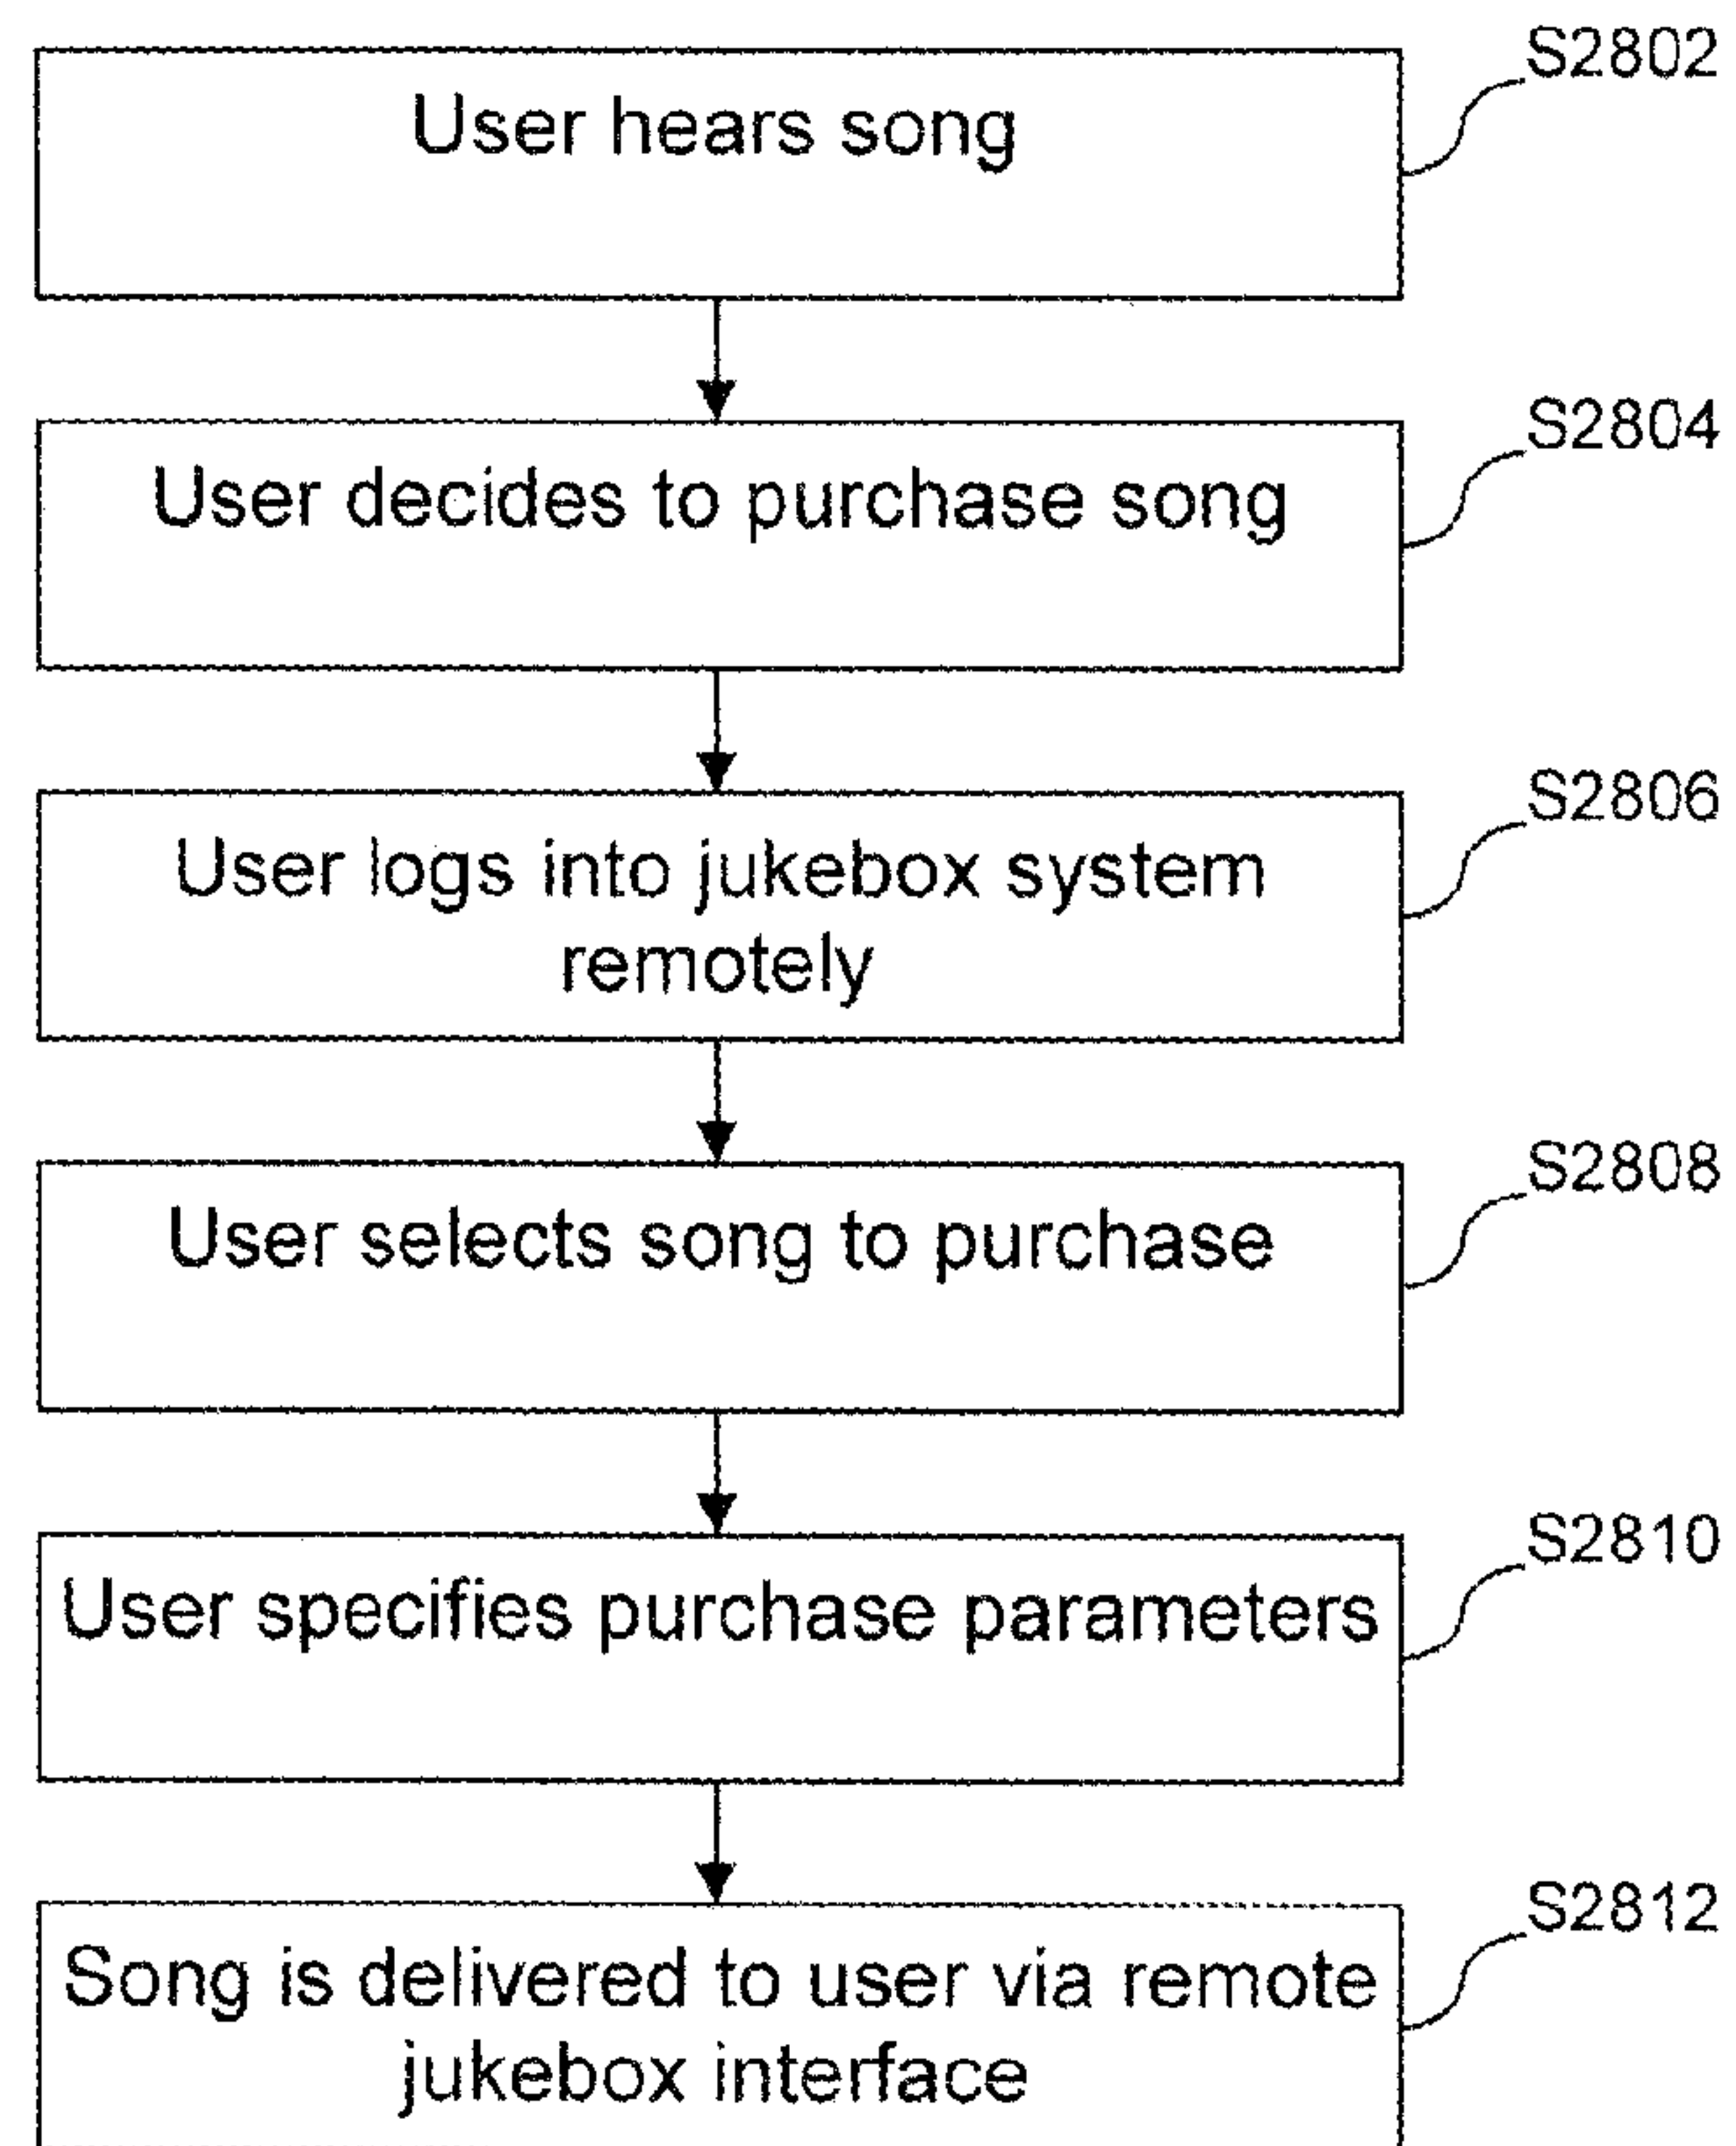 S2802
User hears song
S2804
User decides to purchase song
S2806
User logs into jukebox system
remotely
S2808
User selects song to purchase
S2810
User specifies purchase parameters
S2812
Song is delivered to user via remote
jukebox interface